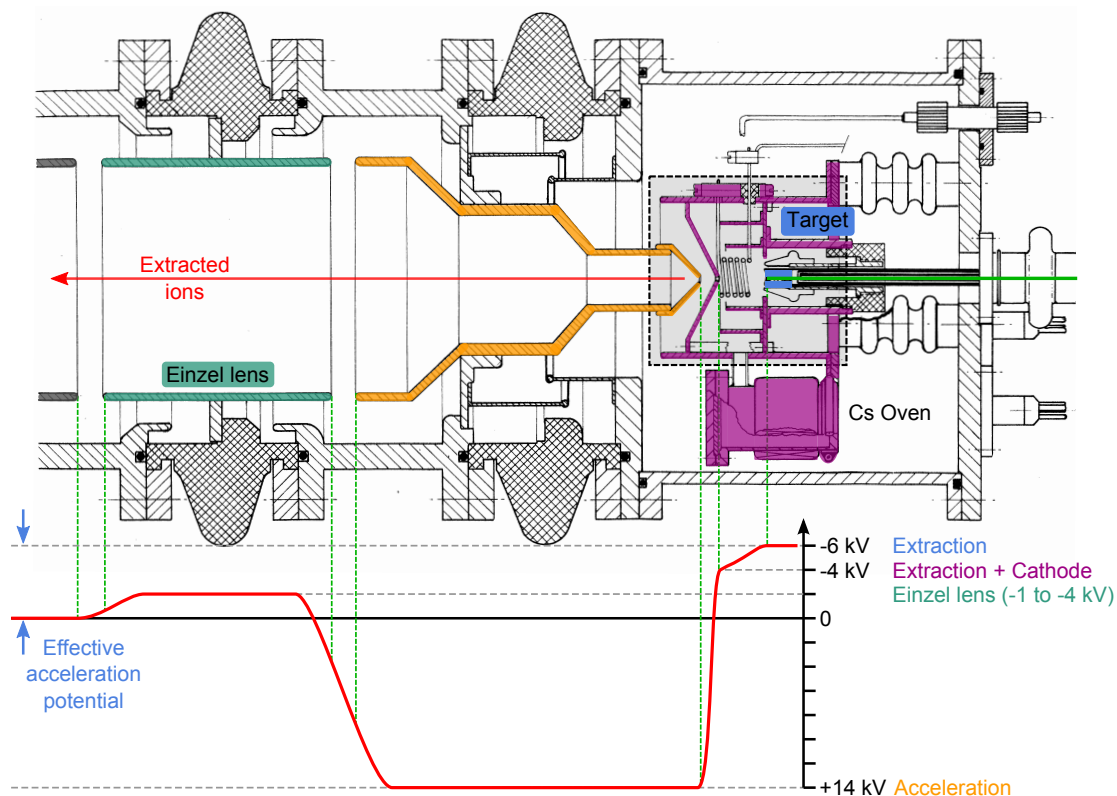 Target
Extracted
ions
Einzel lens
Cs Oven
-6 kV Extraction
-4 kV Extraction + Cathode
Einzel lens (-1 to -4 kV)
0
Effective
acceleration
potential
+14 kV Acceleration